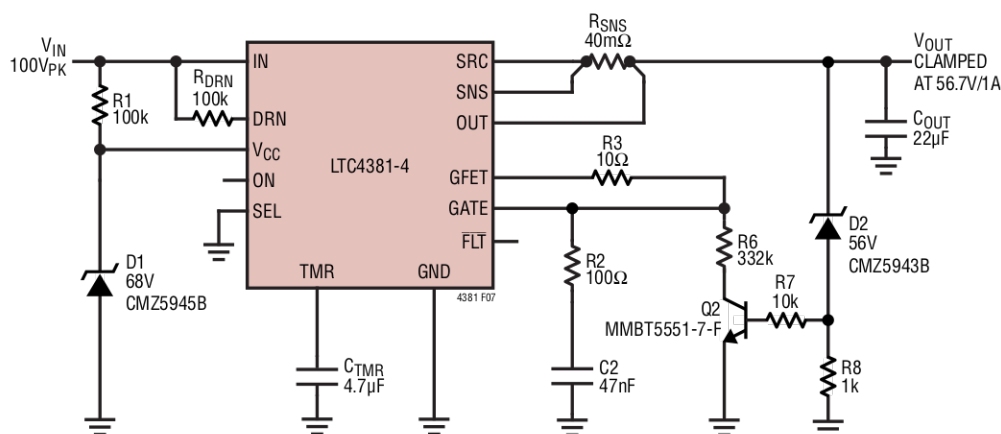 V_IN
100V_PK
R1
100k
R_DRN
100k
D1
68V
CMZ5945B
IN
DRN
V_CC
ON
SEL
TMR
GND
LTC4381-4
SRC
SNS
OUT
GFET
GATE
FLT
4381 F07
C_TMR
4.7µF
R_SNS
40mΩ
R3
10Ω
R2
100Ω
C2
47nF
R6
332k
Q2
MMBT5551-7-F
R7
10k
R8
1k
D2
56V
CMZ5943B
V_OUT
CLAMPED
AT 56.7V/1A
C_OUT
22µF